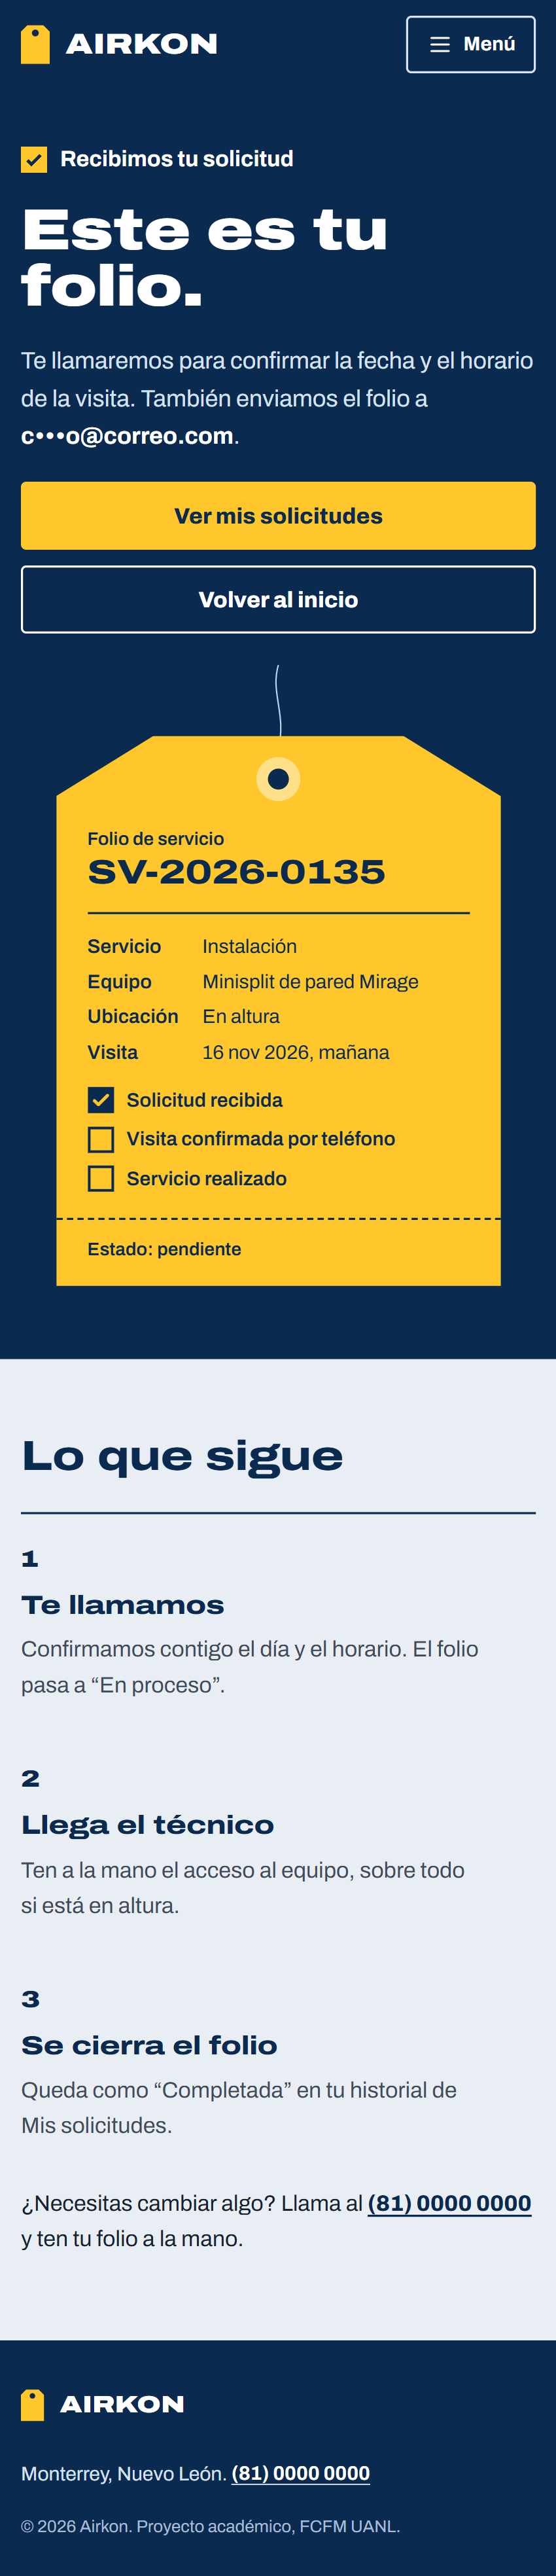 AIRKON
Menú
Recibimos tu solicitud
Este es tu
folio.
Te llamaremos para confirmar la fecha y el horario
de la visita. También enviamos el folio a
c•••o@correo.com.
Ver mis solicitudes
Volver al inicio
Folio de servicio
SV-2026-0135
Servicio Instalación
Equipo Minisplit de pared Mirage
Ubicación En altura
Visita 16 nov 2026, mañana
Solicitud recibida
Visita confirmada por teléfono
Servicio realizado
Estado: pendiente
Lo que sigue
1
Te llamamos
Confirmamos contigo el día y el horario. El folio
pasa a “En proceso”.
2
Llega el técnico
Ten a la mano el acceso al equipo, sobre todo
si está en altura.
3
Se cierra el folio
Queda como “Completada” en tu historial de
Mis solicitudes.
¿Necesitas cambiar algo? Llama al (81) 0000 0000
y ten tu folio a la mano.
AIRKON
Monterrey, Nuevo León. (81) 0000 0000
© 2026 Airkon. Proyecto académico, FCFM UANL.